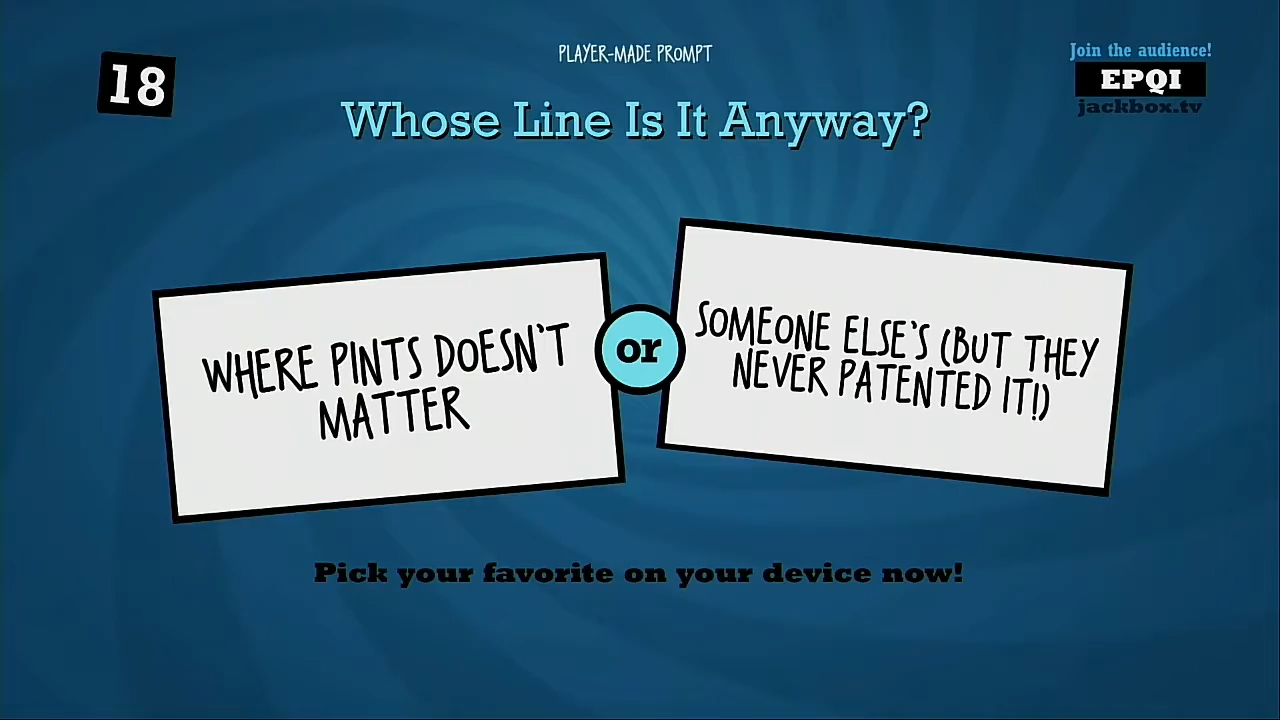 PLAYER-MADE PROMPT
Join the audience!
18
EPQI
Whose Line Is It Anyway?
jackbox.tv
WHERE PINTS DOESN'T
MATTER
or
SOMEONE ELSE'S (BUT THEY
NEVER PATENTED IT!)
Pick your favorite on your device now!